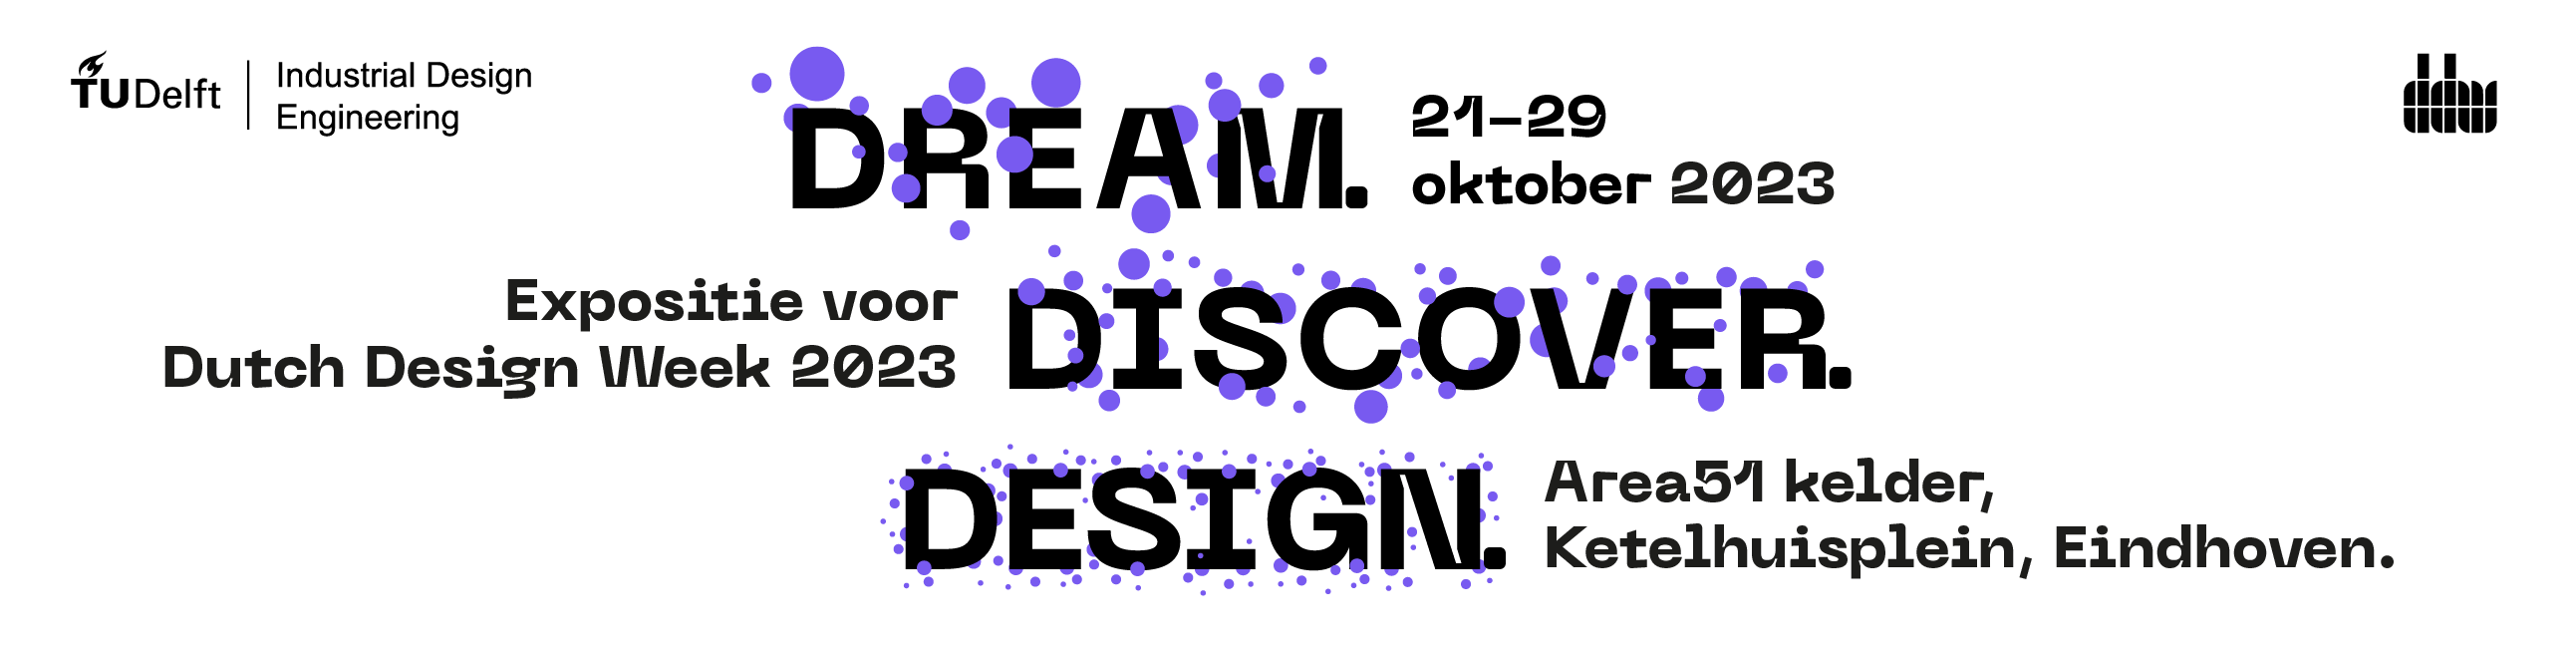 TU Delft
Industrial Design
Engineering
DREAM.
21–29
oktober 2023
ddw
Expositie voor
Dutch Design Week 2023
DISCOVER.
DESIGN.
Area51 kelder,
Ketelhuisplein, Eindhoven.